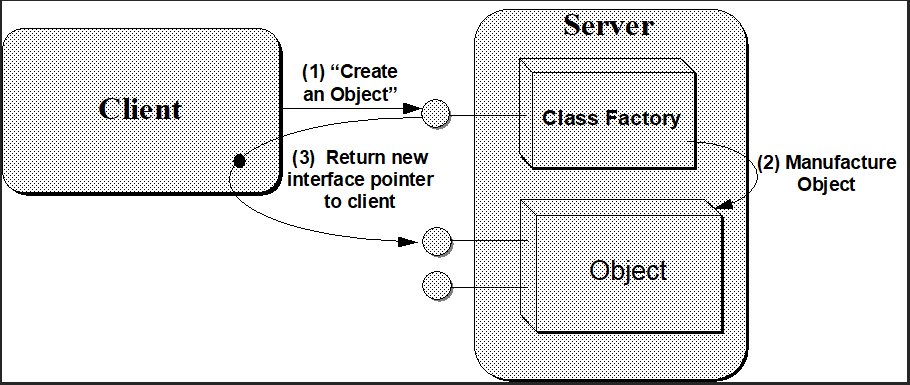 Server
Client
(1) “Create
an Object”
Class Factory
(3) Return new
interface pointer
to client
(2) Manufacture
Object
Object